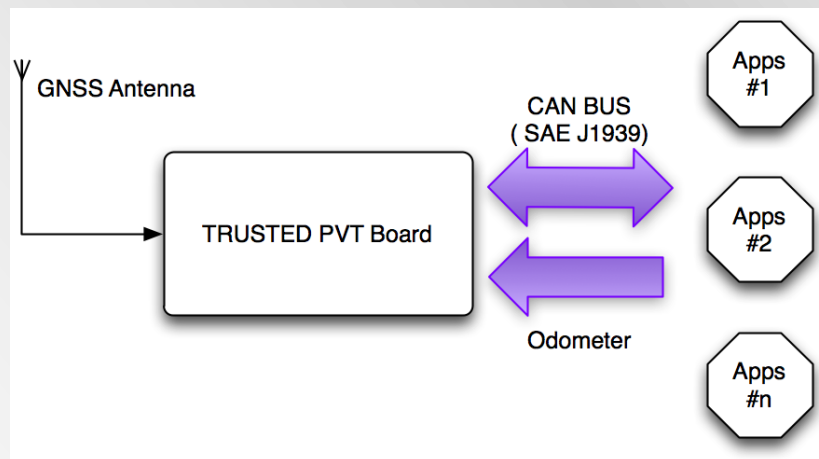 GNSS Antenna
TRUSTED PVT Board
CAN BUS
( SAE J1939)
Odometer
Apps
#1
Apps
#2
Apps
#n